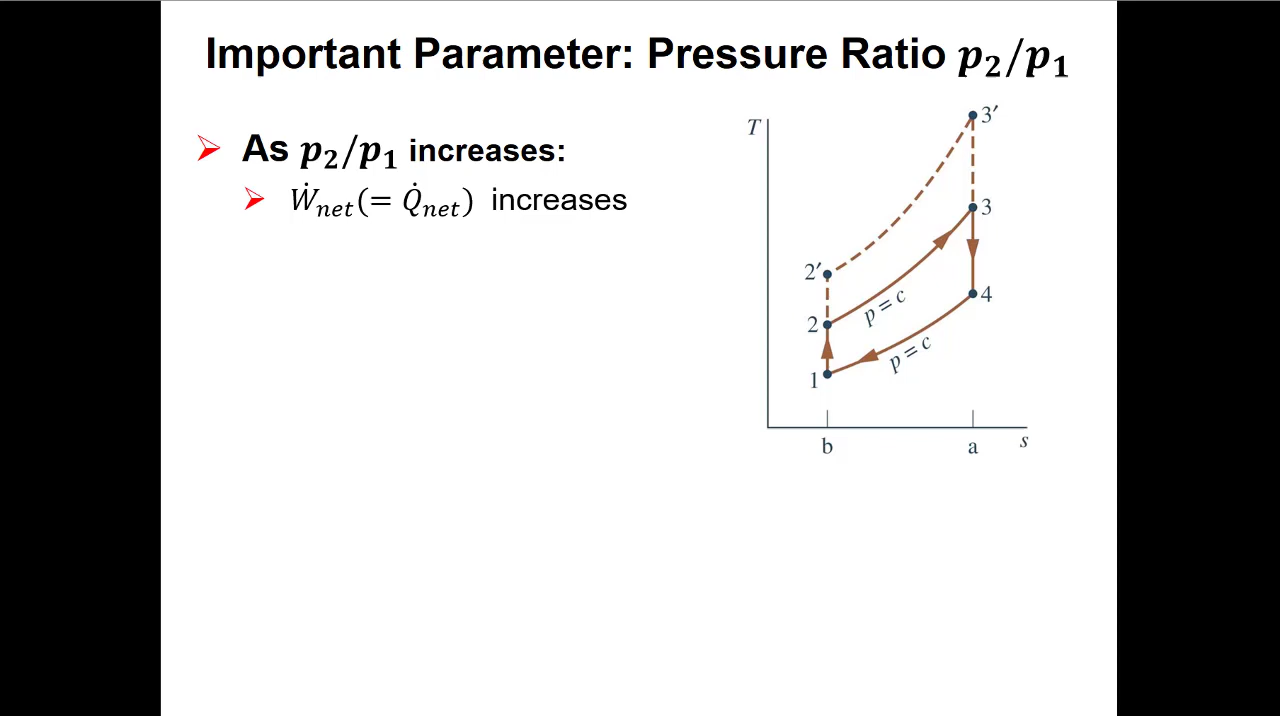 Important Parameter: Pressure Ratio p₂/p₁
As p₂/p₁ increases:
Ẇₙₑₜ(= Q̇ₙₑₜ) increases
T
3′
3
2′
2
p = c
4
p = c
1
b
a
s